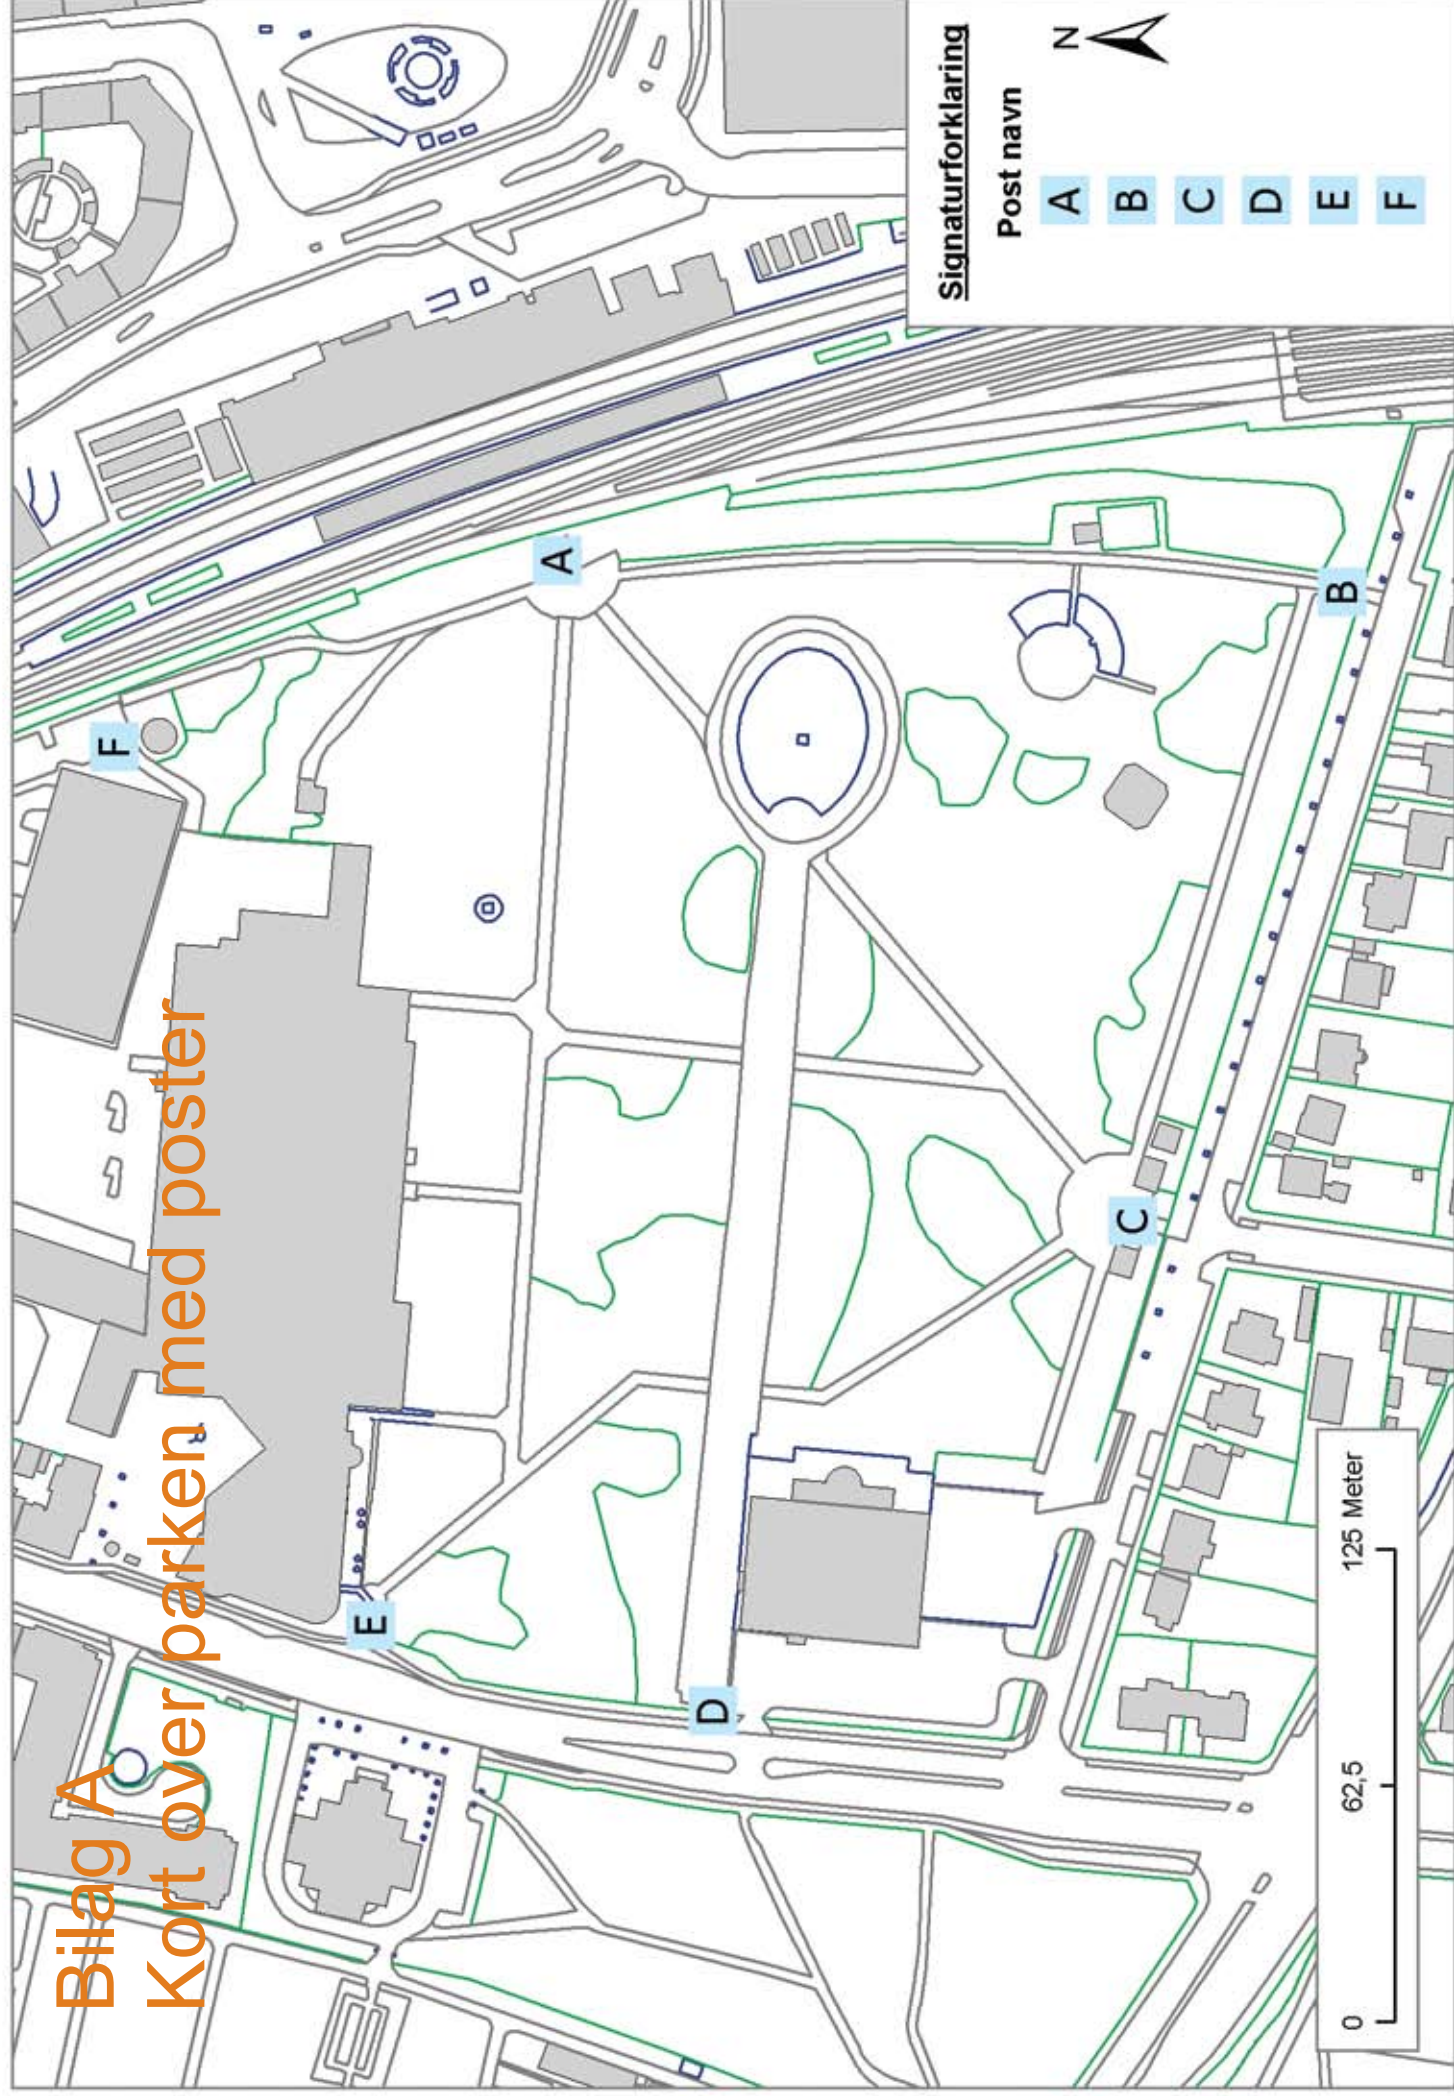 Bilag A
Kort over parken med poster
F
A
E
D
C
B
Signaturforklaring
Post navn
N
A
B
C
D
E
F
0
62,5
125 Meter